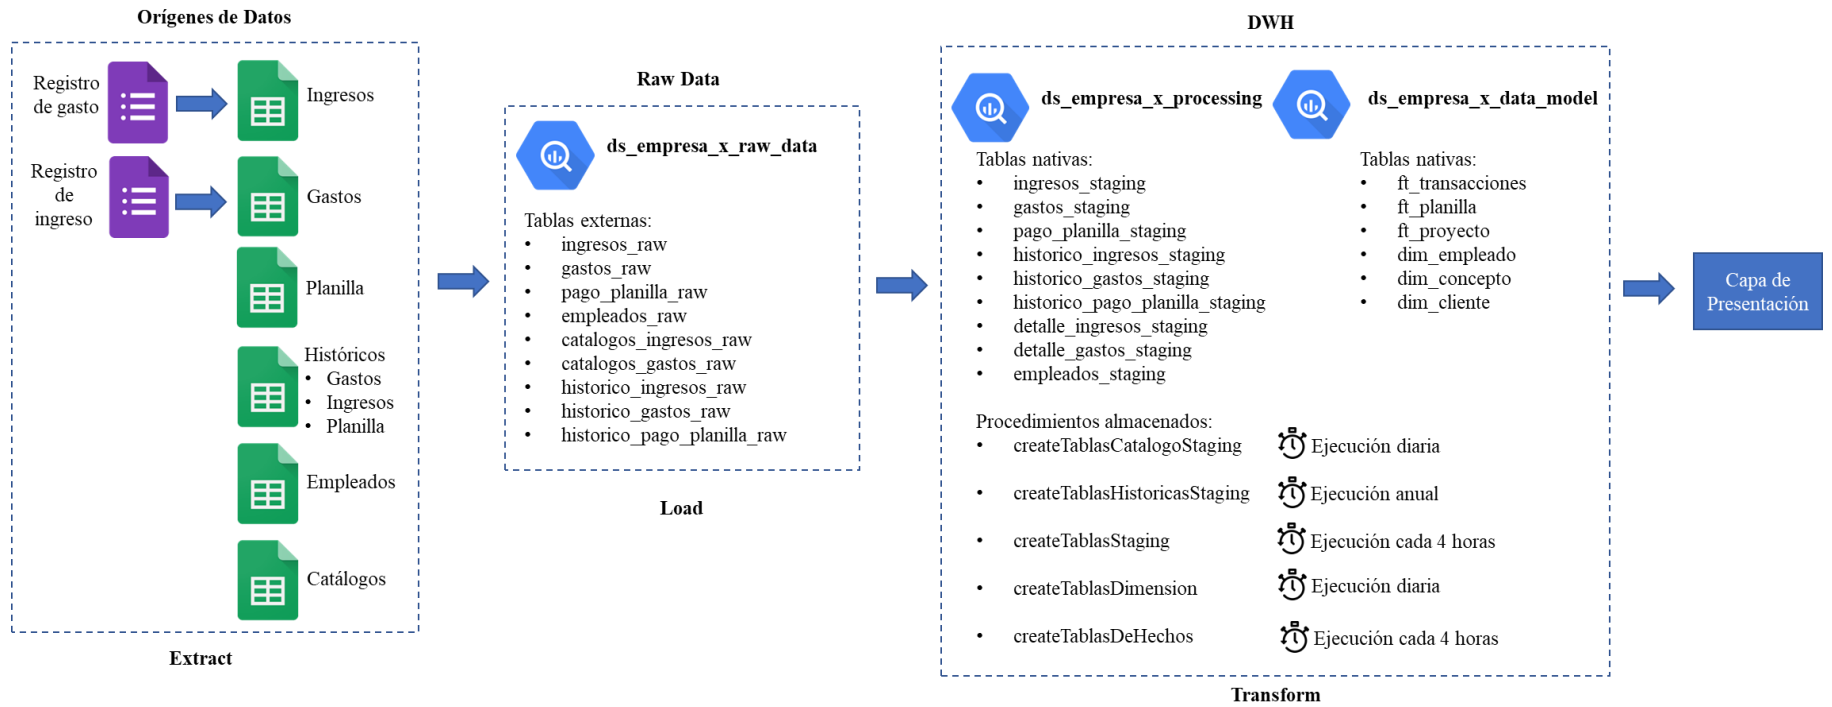 Orígenes de Datos
Registro
de gasto
Ingresos
Registro
de
ingreso
Gastos
Planilla
Históricos
• Gastos
• Ingresos
• Planilla
Empleados
Catálogos
Extract
Raw Data
ds_empresa_x_raw_data
Tablas externas:
• ingresos_raw
• gastos_raw
• pago_planilla_raw
• empleados_raw
• catalogos_ingresos_raw
• catalogos_gastos_raw
• historico_ingresos_raw
• historico_gastos_raw
• historico_pago_planilla_raw
Load
DWH
ds_empresa_x_processing
Tablas nativas:
• ingresos_staging
• gastos_staging
• pago_planilla_staging
• historico_ingresos_staging
• historico_gastos_staging
• historico_pago_planilla_staging
• detalle_ingresos_staging
• detalle_gastos_staging
• empleados_staging
ds_empresa_x_data_model
Tablas nativas:
• ft_transacciones
• ft_planilla
• ft_proyecto
• dim_empleado
• dim_concepto
• dim_cliente
Procedimientos almacenados:
• createTablasCatalogoStaging Ejecución diaria
• createTablasHistoricasStaging Ejecución anual
• createTablasStaging Ejecución cada 4 horas
• createTablasDimension Ejecución diaria
• createTablasDeHechos Ejecución cada 4 horas
Transform
Capa de
Presentación